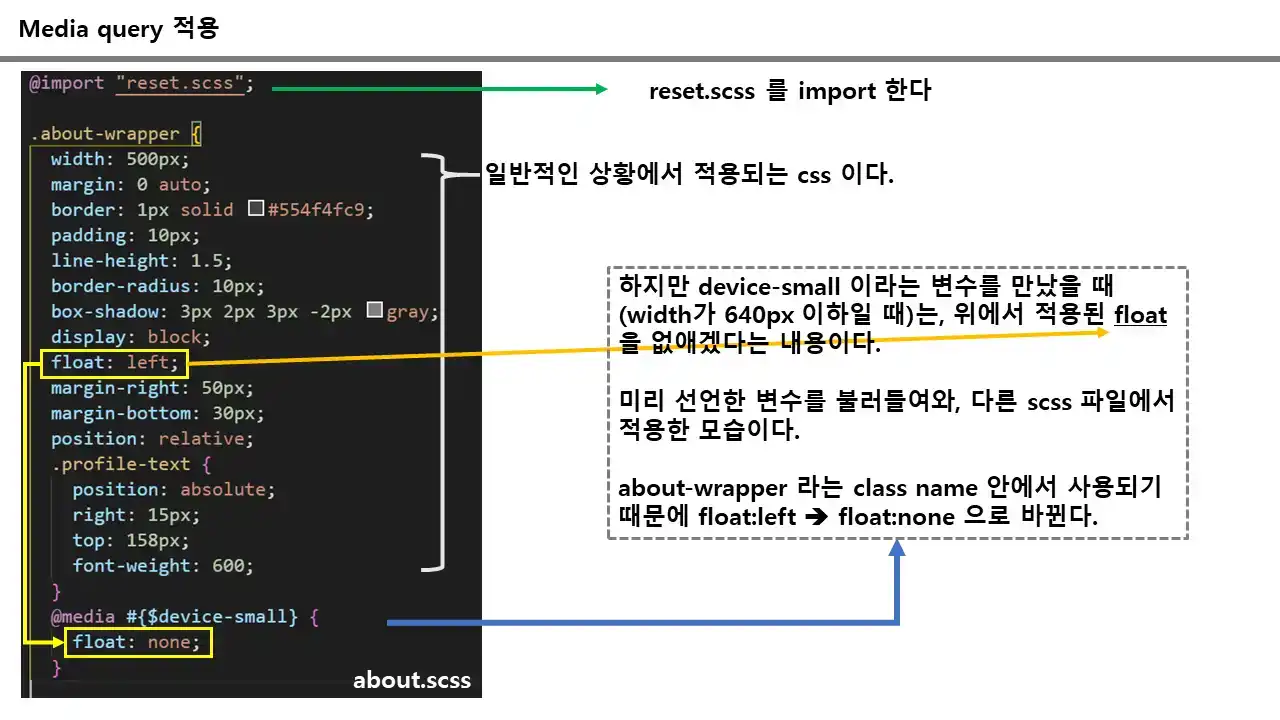 Media query 적용
@import "reset.scss";
reset.scss 를 import 한다
.about-wrapper {
width: 500px;
margin: 0 auto;
border: 1px solid #554f4fc9;
padding: 10px;
line-height: 1.5;
border-radius: 10px;
box-shadow: 3px 2px 3px -2px gray;
display: block;
float: left;
margin-right: 50px;
margin-bottom: 30px;
position: relative;
.profile-text {
position: absolute;
right: 15px;
top: 158px;
font-weight: 600;
}
@media #{$device-small} {
float: none;
}
about.scss
일반적인 상황에서 적용되는 css 이다.
하지만 device-small 이라는 변수를 만났을 때
(width가 640px 이하일 때)는, 위에서 적용된 float
을 없애겠다는 내용이다.
미리 선언한 변수를 불러들여와, 다른 scss 파일에서
적용한 모습이다.
about-wrapper 라는 class name 안에서 사용되기
때문에 float:left ➔ float:none 으로 바뀐다.